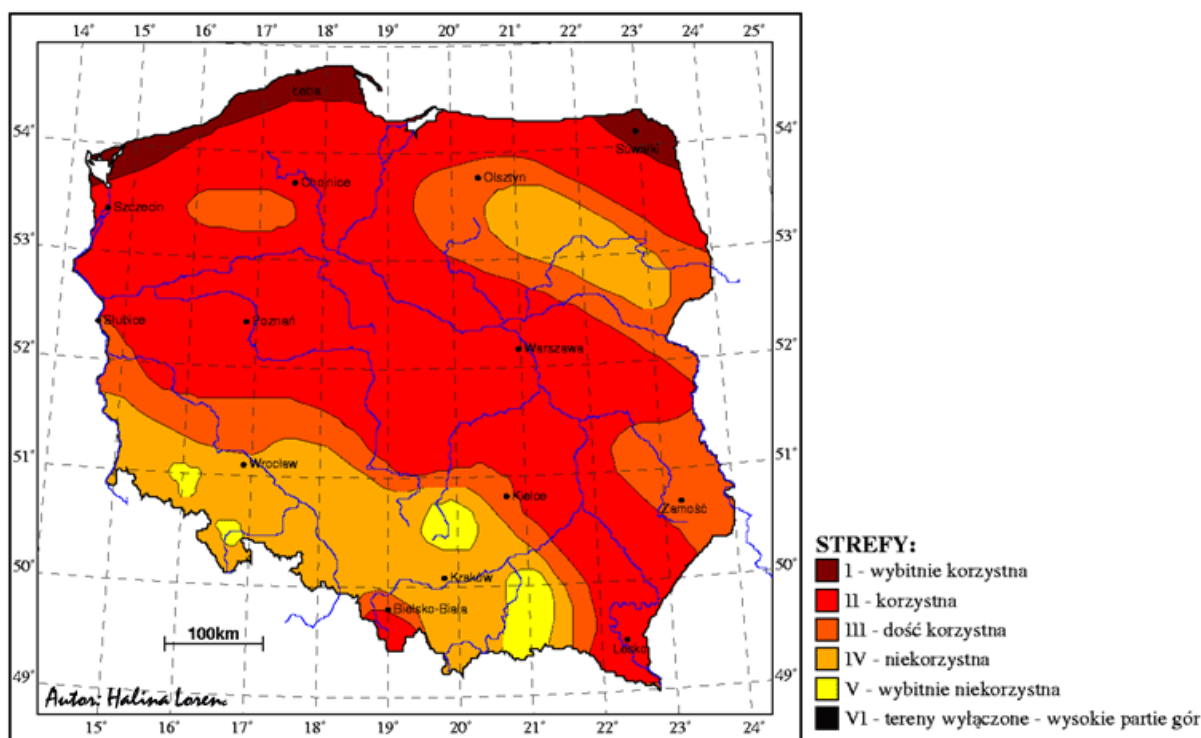 14° 15° 16° 17° 18° 19° 20° 21° 22° 23° 24°
Łeba
54° 54°
Suwałki
Chojnice Olsztyn
Szczecin
53° 53°
Słubice Poznań
Warszawa
52° 52°
51° Wrocław 51°
Kielce
Zamość
50° Kraków 50°
Bielsko-Biała
100km
Lesko
49° 49°
Autor: Halina Lorenc
15° 16° 17° 18° 19° 20° 21° 22° 23° 24°
STREFY:
I - wybitnie korzystna
II - korzystna
III - dość korzystna
IV - niekorzystna
V - wybitnie niekorzystna
VI - tereny wyłączone - wysokie partie gór